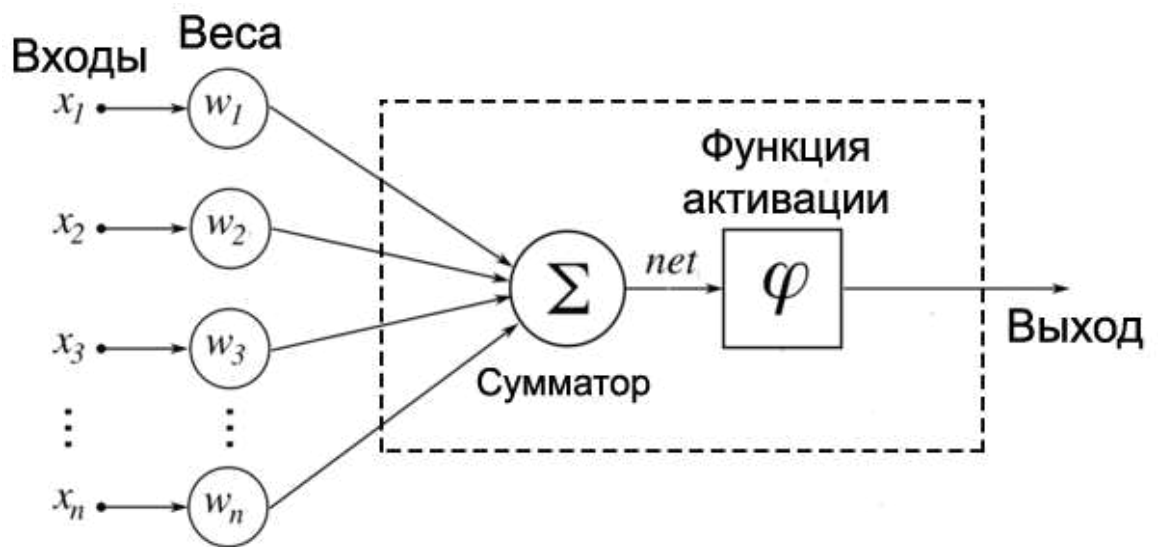 Входы
Веса
x1
w1
x2
w2
x3
w3
⋮
⋮
xn
wn
Σ
Сумматор
net
Функция
активации
φ
Выход